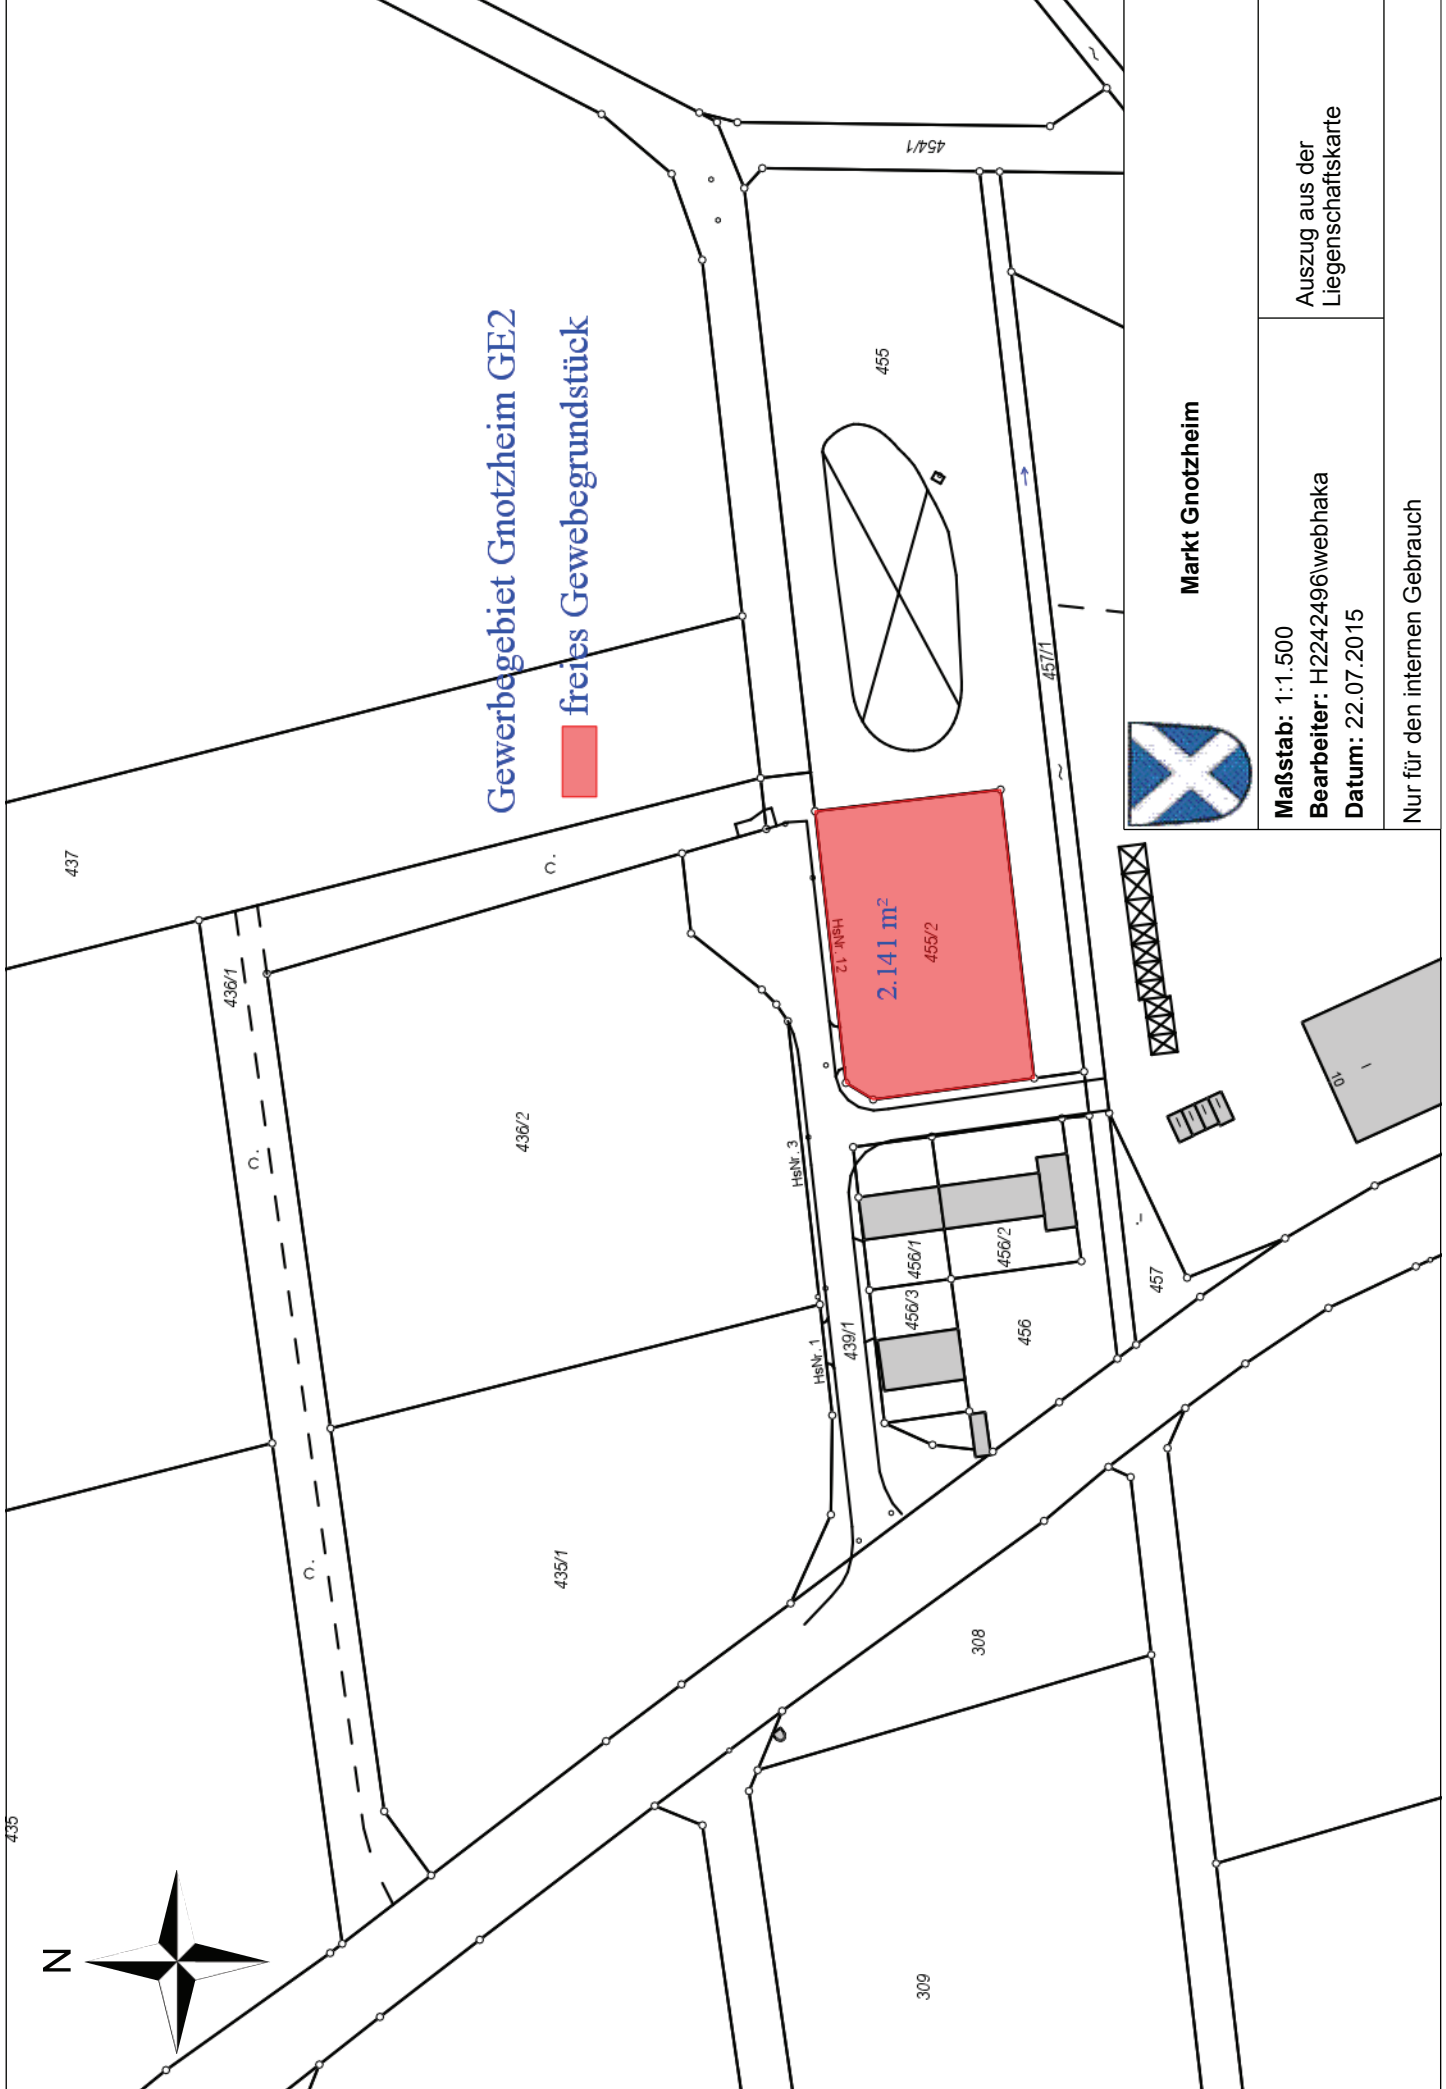 N
435
437
436/1
C.
C.
C.
436/2
435/1
Gewerbegebiet Gnotzheim GE2
freies Gewebegrundstück
454/1
455
HsNr. 12
2.141 m²
455/2
HsNr. 3
HsNr. 1
439/1
456/1
456/2
456/3
456
457/1
457
308
309
10
I
Markt Gnotzheim
Maßstab: 1:1.500
Bearbeiter: H2242496\webhaka
Datum: 22.07.2015
Auszug aus der
Liegenschaftskarte
Nur für den internen Gebrauch